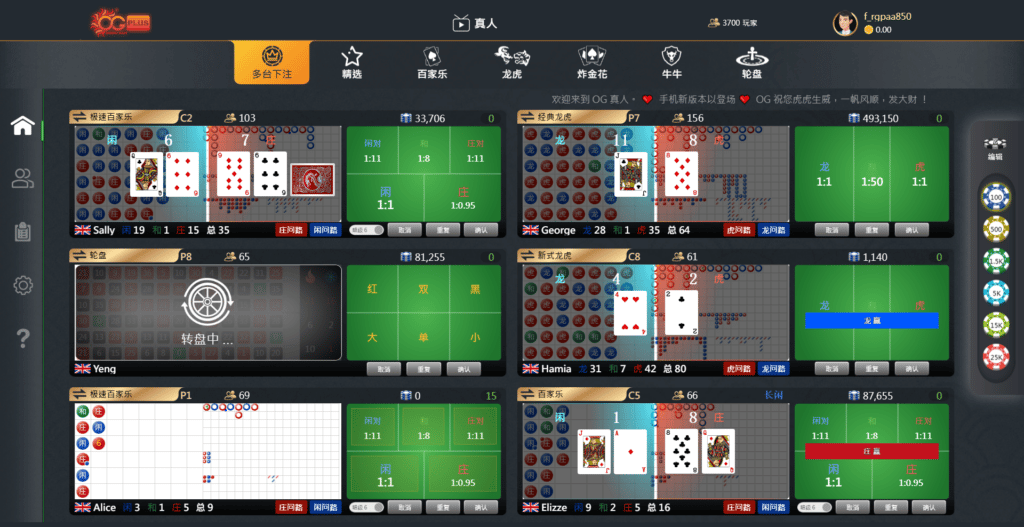 OG PLUS
真人
3700 玩家
f_rgpaa850
0.00
多台下注
精选
百家乐
龙虎
炸金花
牛牛
轮盘
欢迎来到 OG 真人。 手机新版本以登场 OG 祝您虎虎生威，一帆风顺，发大财 ！
极速百家乐 C2 103 33,706 0
闲 6 7 庄
闲对 和 庄对
1:11 1:8 1:11
闲 庄
1:1 1:0.95
Sally 闲 19 和 1 庄 15 总 35 庄问路 闲问路
取消 重复 确认
经典龙虎 P7 156 493,150 0
龙 11 8 虎
龙 和 虎
1:1 1:50 1:1
George 龙 28 和 1 虎 35 总 64 虎问路 龙问路
取消 重复 确认
轮盘 P8 65 81,255 0
转盘中 ...
红 双 黑
大 单 小
Yeng
取消 重复 确认
新式龙虎 C8 61 1,140 0
龙 4 2 虎
龙 和 虎
龙 赢
Hamia 龙 31 和 7 虎 42 总 80 虎问路 龙问路
取消 重复 确认
极速百家乐 P1 69 0 15
闲对 和 庄对
1:11 1:8 1:11
闲 庄
1:1 1:0.95
Alice 闲 3 和 1 庄 5 总 9 庄问路 闲问路
取消 重复 确认
百家乐 C5 66 长闲 87,655 0
闲 1 8 庄
闲对 和 庄对
1:11 1:8 1:11
庄 赢
闲 庄
1:1 1:0.95
Elizze 闲 9 和 2 庄 5 总 16 庄问路 闲问路
取消 重复 确认
编辑
100
500
1.5K
5K
15K
25K